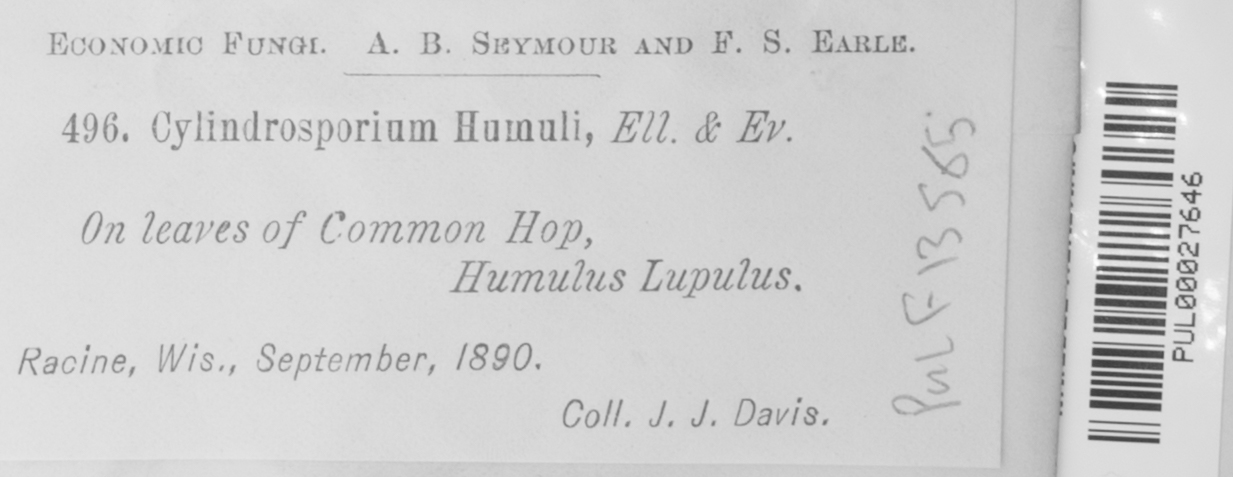 Economic Fungi. A. B. Seymour and F. S. Earle.
496. Cylindrosporium Humuli, Ell. & Ev.
On leaves of Common Hop,
Humulus Lupulus.
Racine, Wis., September, 1890.
Coll. J. J. Davis.
PUL F 13565
PUL00027646